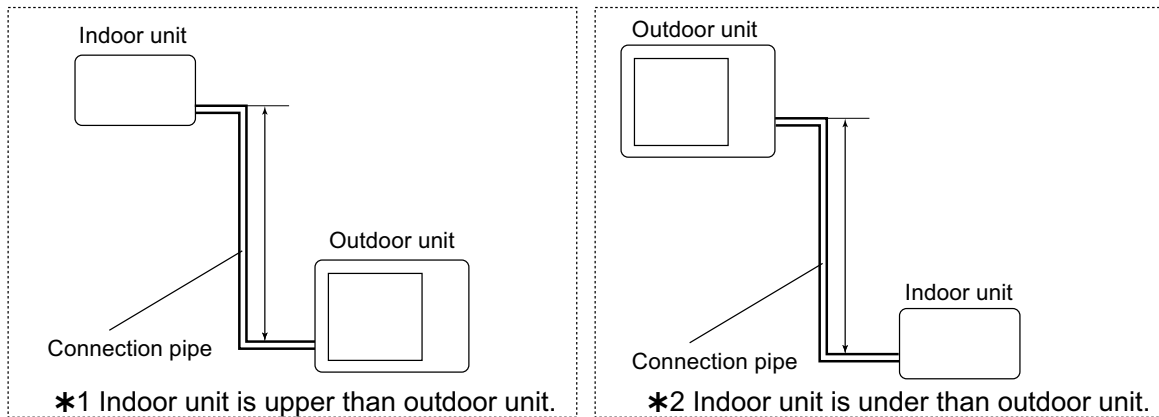 Indoor unit
Outdoor unit
Connection pipe
✱1 Indoor unit is upper than outdoor unit.
Outdoor unit
Indoor unit
Connection pipe
✱2 Indoor unit is under than outdoor unit.